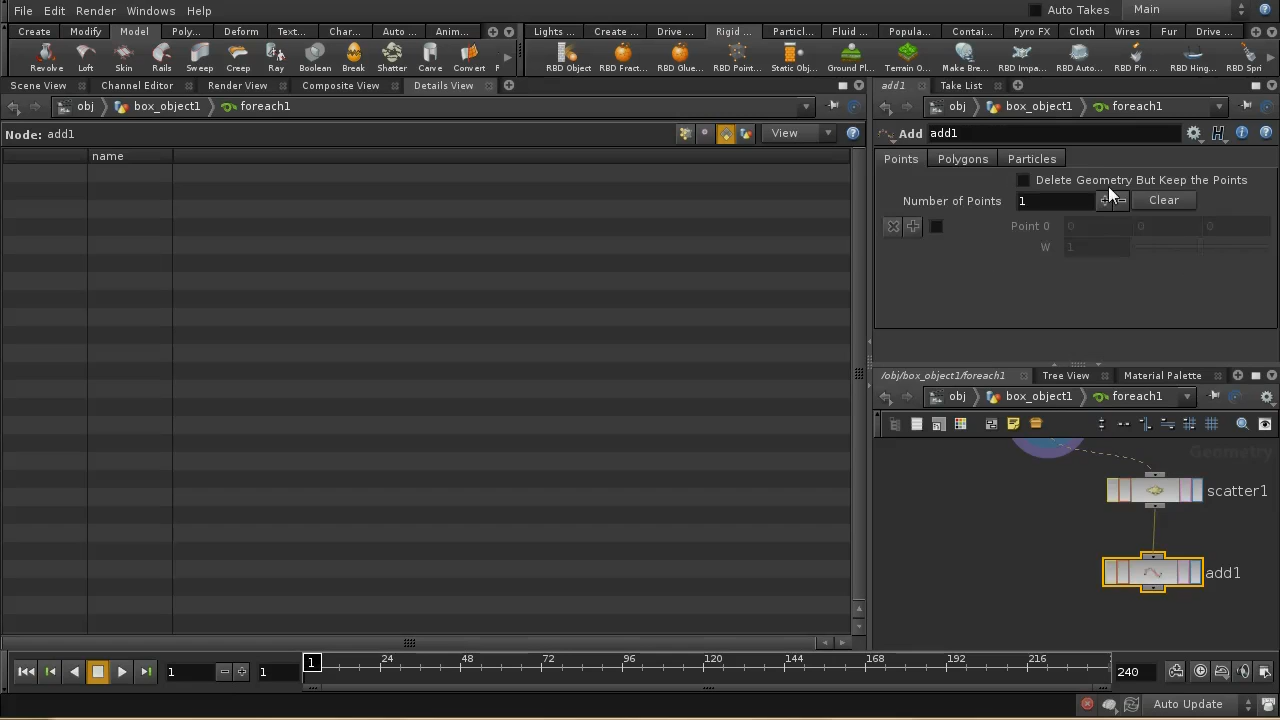 File Edit Render Windows Help Auto Takes Main
Create Modify Model Poly... Deform Text... Char... Auto ... Anim... Lights ... Create ... Drive ... Rigid ... Particl... Fluid ... Popula... Contai... Pyro FX Cloth Wires Fur Drive ...
Revolve Loft Skin Rails Sweep Creep Ray Boolean Break Shatter Carve Convert RBD Object RBD Fract... RBD Glue... RBD Point... Static Obj... Ground Pl... Terrain O... Make Bre... RBD Impa... RBD Auto... RBD Pin ... RBD Hing... RBD Spri
Scene View Channel Editor Render View Composite View Details View add1 Take List
obj box_object1 foreach1 obj box_object1 foreach1
Node: add1 View Add add1
name Points Polygons Particles
Delete Geometry But Keep the Points
Number of Points 1 Clear
Point 0 0 0 0
W 1
/obj/box_object1/foreach1 Tree View Material Palette
obj box_object1 foreach1
Geometry
scatter1
add1
1 1 1 24 48 72 96 120 144 168 192 216 240
Auto Update